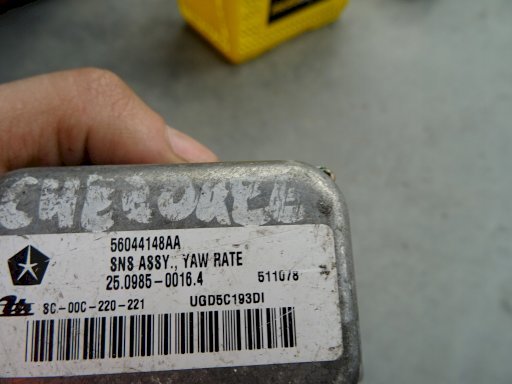 CHEROKEE
56044148AA
SNS ASSY., YAW RATE
25.0985-0016.4 511078
SC.-00C-220-221 UGD5C193DI